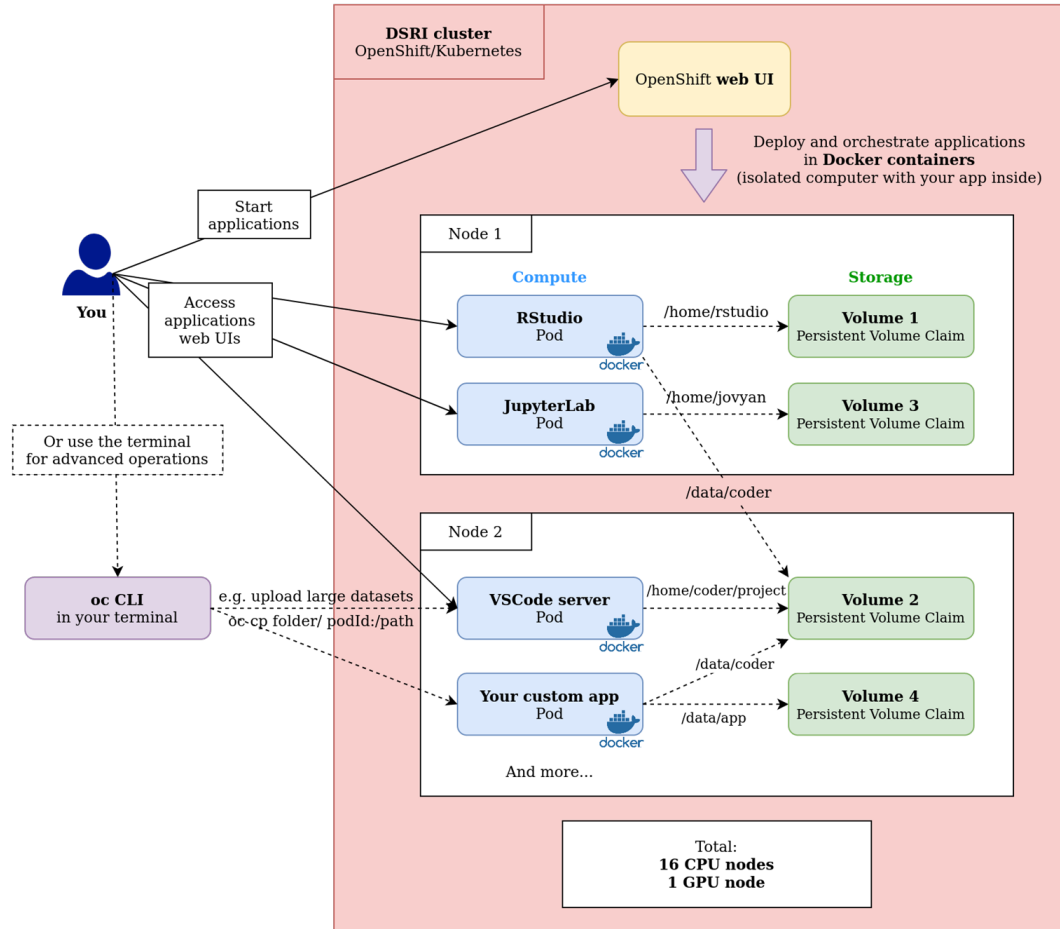 DSRI cluster
OpenShift/Kubernetes
OpenShift web UI
Deploy and orchestrate applications
in Docker containers
(isolated computer with your app inside)
Start
applications
You
Access
applications
web UIs
Or use the terminal
for advanced operations
oc CLI
in your terminal
e.g. upload large datasets
oc cp folder/ podId:/path
Node 1
Compute
Storage
RStudio
Pod
docker
/home/rstudio
Volume 1
Persistent Volume Claim
JupyterLab
Pod
docker
/home/jovyan
Volume 3
Persistent Volume Claim
/data/coder
Node 2
VSCode server
Pod
docker
/home/coder/project
Volume 2
Persistent Volume Claim
/data/coder
Your custom app
Pod
docker
/data/app
Volume 4
Persistent Volume Claim
And more...
Total:
16 CPU nodes
1 GPU node